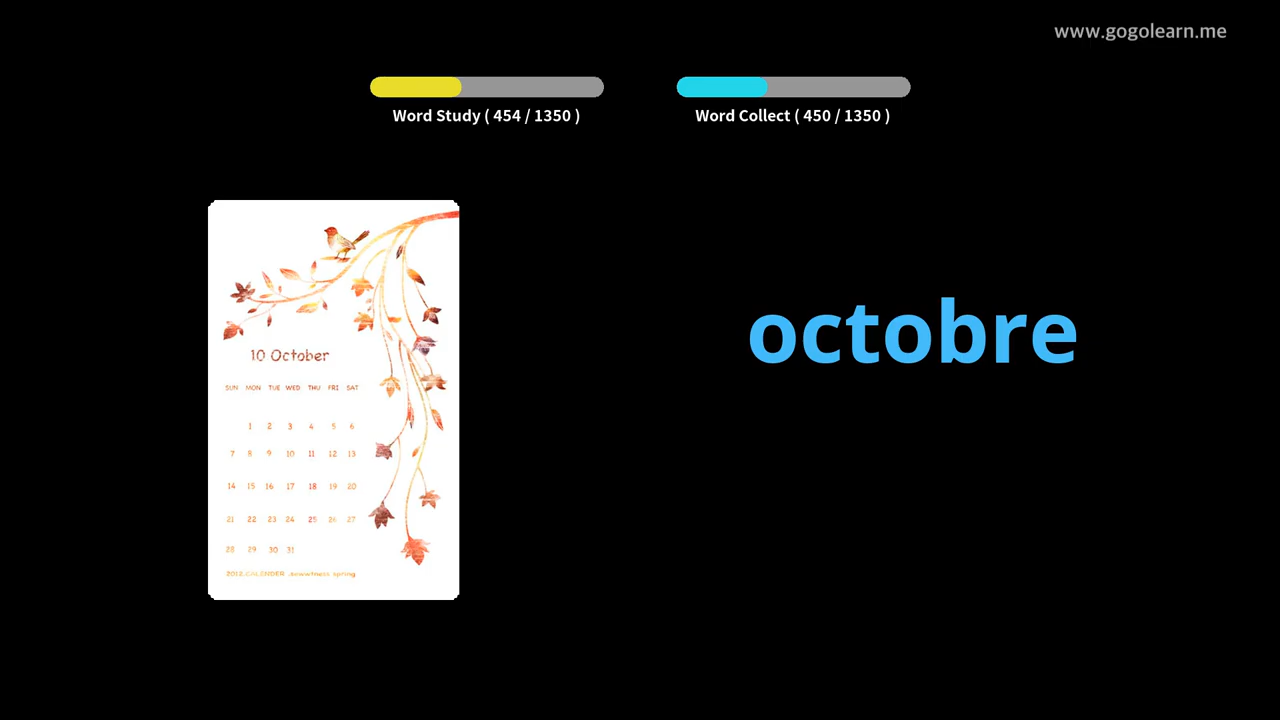 www.gogolearn.me
Word Study ( 454 / 1350 )
Word Collect ( 450 / 1350 )
10 October
SUN MON TUE WED THU FRI SAT
1 2 3 4 5 6
7 8 9 10 11 12 13
14 15 16 17 18 19 20
21 22 23 24 25 26 27
28 29 30 31
2012.CALENDER spring
octobre